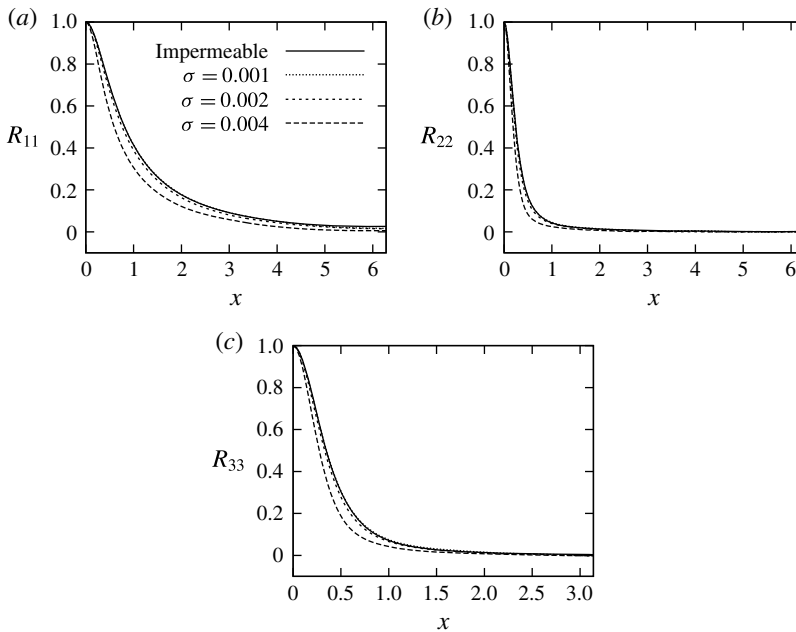 (a)
1.0
0.8
0.6
0.4
0.2
0
R11
Impermeable
σ = 0.001
σ = 0.002
σ = 0.004
0 1 2 3 4 5 6
x
(b)
1.0
0.8
0.6
0.4
0.2
0
R22
0 1 2 3 4 5 6
x
(c)
1.0
0.8
0.6
0.4
0.2
0
R33
0 0.5 1.0 1.5 2.0 2.5 3.0
x